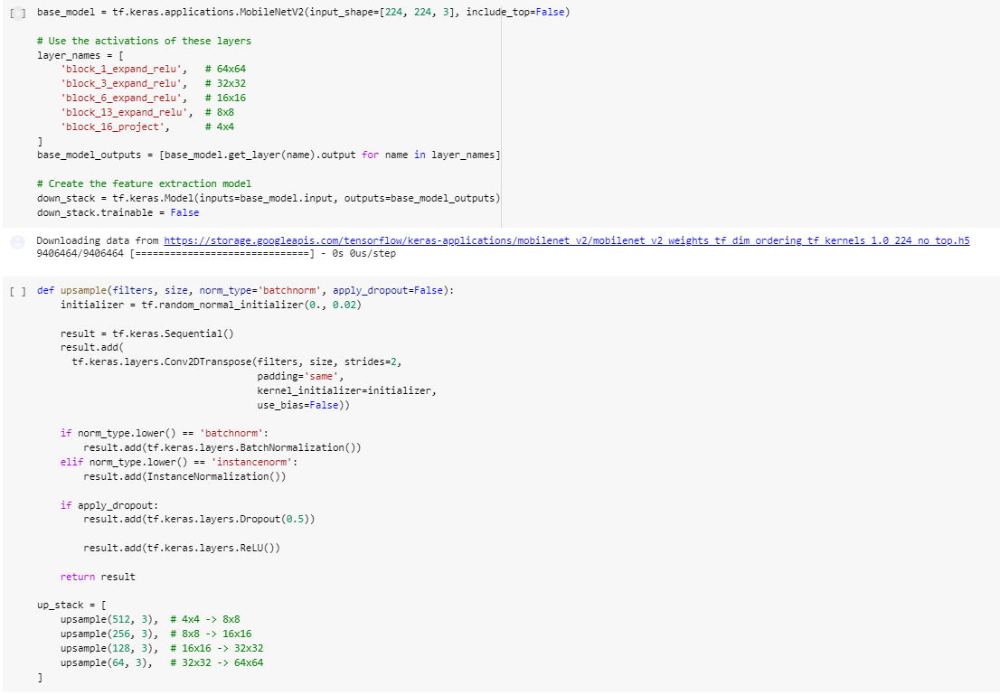 [ ] base_model = tf.keras.applications.MobileNetV2(input_shape=[224, 224, 3], include_top=False)
# Use the activations of these layers
layer_names = [
    'block_1_expand_relu',   # 64x64
    'block_3_expand_relu',   # 32x32
    'block_6_expand_relu',   # 16x16
    'block_13_expand_relu',  # 8x8
    'block_16_project',      # 4x4
]
base_model_outputs = [base_model.get_layer(name).output for name in layer_names]
# Create the feature extraction model
down_stack = tf.keras.Model(inputs=base_model.input, outputs=base_model_outputs)
down_stack.trainable = False
Downloading data from https://storage.googleapis.com/tensorflow/keras-applications/mobilenet_v2/mobilenet_v2_weights_tf_dim_ordering_tf_kernels_1.0_224_no_top.h5
9406464/9406464 [==============================] - 0s 0us/step
[ ] def upsample(filters, size, norm_type='batchnorm', apply_dropout=False):
    initializer = tf.random_normal_initializer(0., 0.02)
    result = tf.keras.Sequential()
    result.add(
      tf.keras.layers.Conv2DTranspose(filters, size, strides=2,
                                      padding='same',
                                      kernel_initializer=initializer,
                                      use_bias=False))
    if norm_type.lower() == 'batchnorm':
        result.add(tf.keras.layers.BatchNormalization())
    elif norm_type.lower() == 'instancenorm':
        result.add(InstanceNormalization())
    if apply_dropout:
        result.add(tf.keras.layers.Dropout(0.5))
        result.add(tf.keras.layers.ReLU())
    return result
up_stack = [
    upsample(512, 3),  # 4x4 -> 8x8
    upsample(256, 3),  # 8x8 -> 16x16
    upsample(128, 3),  # 16x16 -> 32x32
    upsample(64, 3),   # 32x32 -> 64x64
]